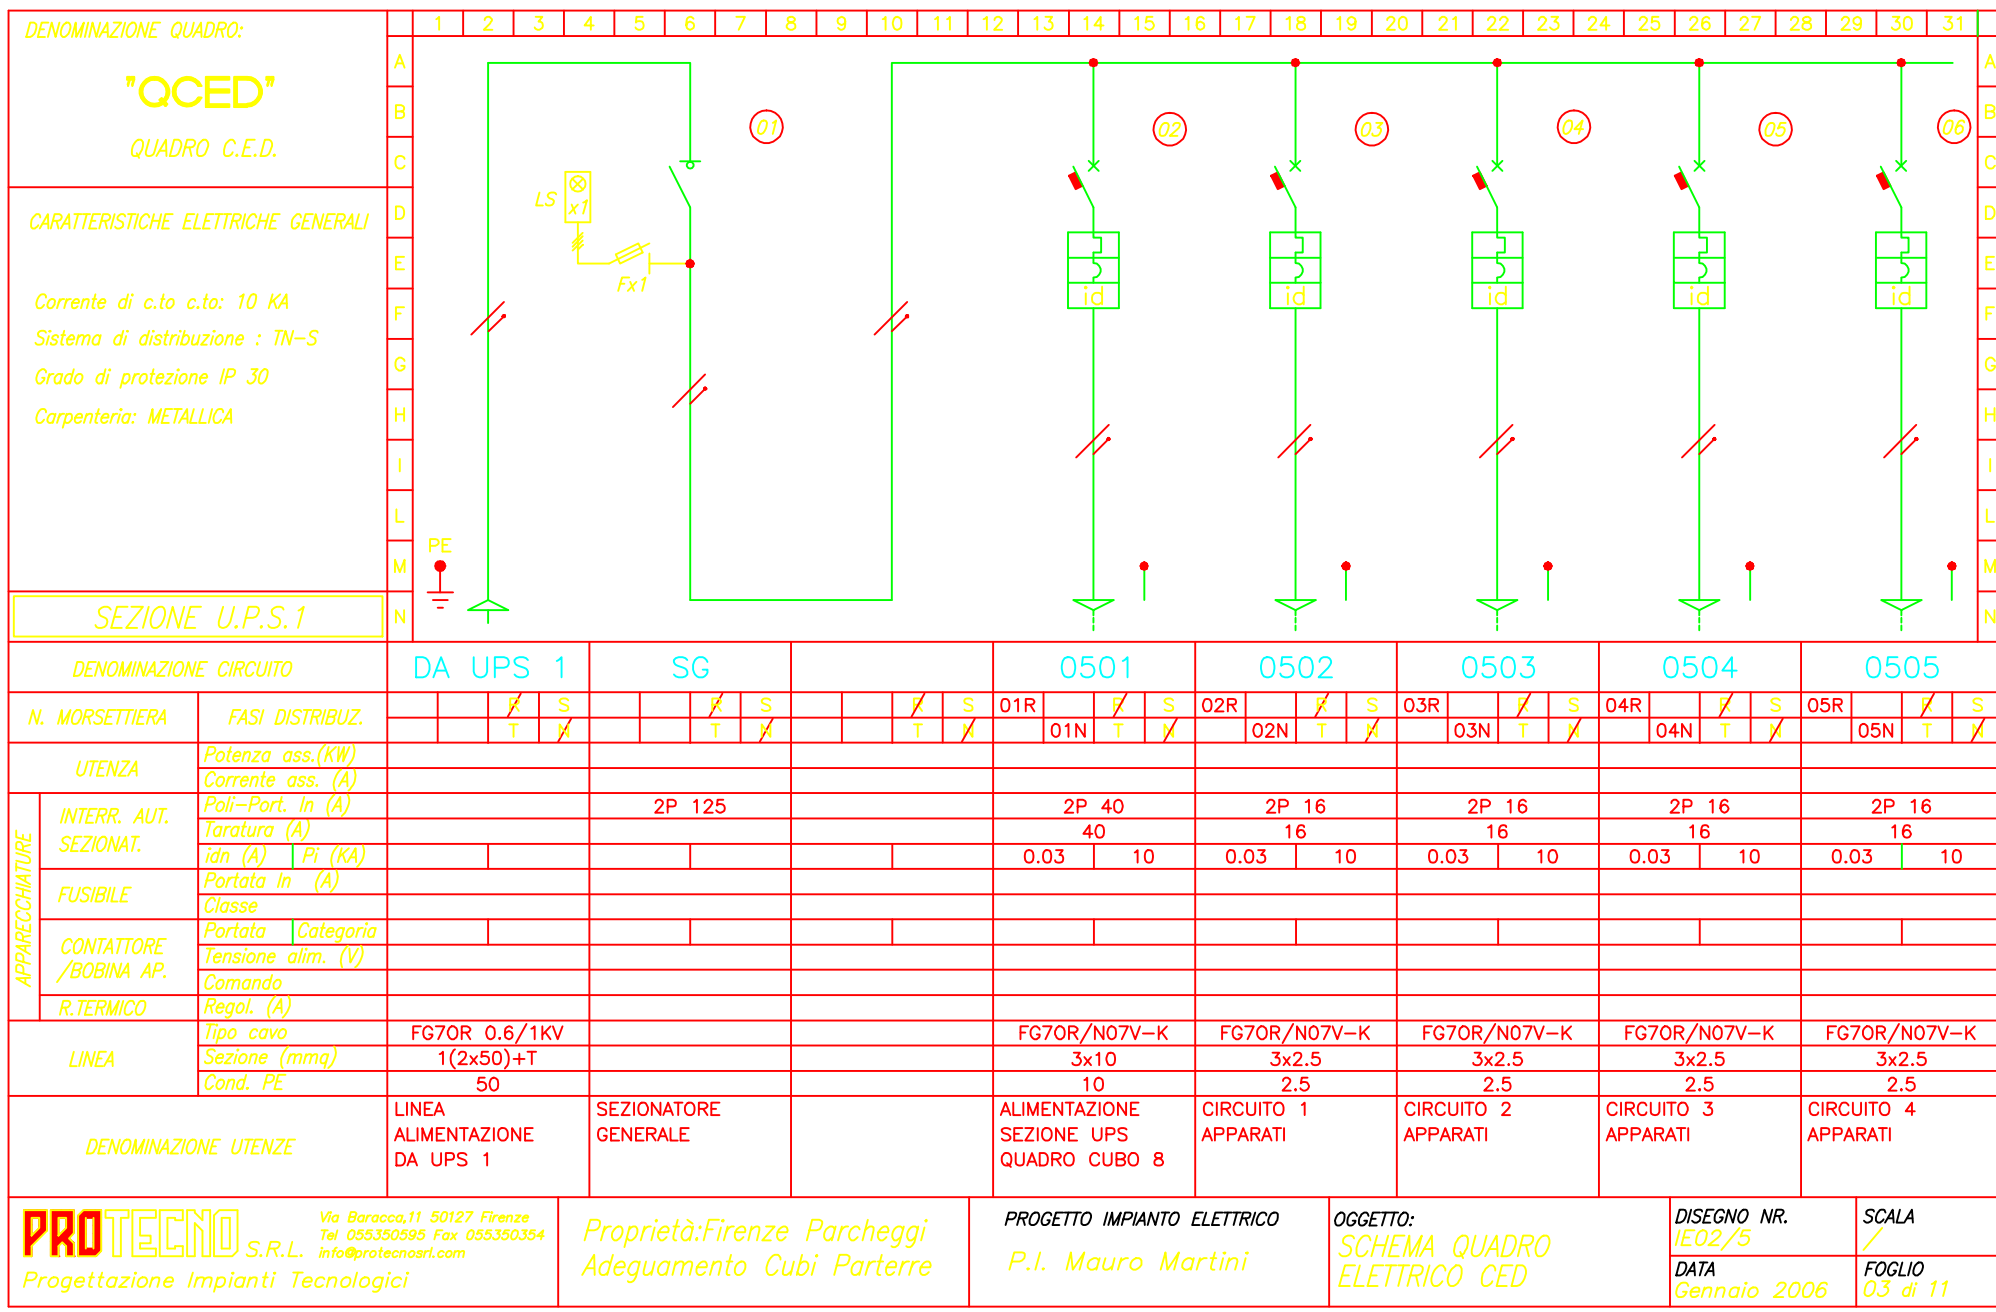 DENOMINAZIONE QUADRO:
"QCED"
QUADRO C.E.D.
CARATTERISTICHE ELETTRICHE GENERALI
Corrente di c.to c.to: 10 KA
Sistema di distribuzione : TN-S
Grado di protezione IP 30
Carpenteria: METALLICA
SEZIONE U.P.S.1
1 2 3 4 5 6 7 8 9 10 11 12 13 14 15 16 17 18 19 20 21 22 23 24 25 26 27 28 29 30 31
A A
B B
C C
D D
E E
F F
G G
H H
I I
L L
M M
N N
01 02 03 04 05 06
LS x1
Fx1
id id id id id
PE
DENOMINAZIONE CIRCUITO DA UPS 1 SG 0501 0502 0503 0504 0505
N. MORSETTIERA FASI DISTRIBUZ.
R S R S R S 01R R S 02R R S 03R R S 04R R S 05R R S
T N T N T N 01N T N 02N T N 03N T N 04N T N 05N T N
UTENZA
Potenza ass.(KW)
Corrente ass. (A)
APPARECCHIATURE
INTERR. AUT.
SEZIONAT.
Poli-Port. In (A) 2P 125 2P 40 2P 16 2P 16 2P 16 2P 16
Taratura (A) 40 16 16 16 16
idn (A) Pi (KA) 0.03 10 0.03 10 0.03 10 0.03 10 0.03 10
FUSIBILE
Portata In (A)
Classe
CONTATTORE
/BOBINA AP.
Portata Categoria
Tensione alim. (V)
Comando
R.TERMICO Regol. (A)
LINEA
Tipo cavo FG7OR 0.6/1KV FG7OR/N07V-K FG7OR/N07V-K FG7OR/N07V-K FG7OR/N07V-K FG7OR/N07V-K
Sezione (mmq) 1(2x50)+T 3x10 3x2.5 3x2.5 3x2.5 3x2.5
Cond. PE 50 10 2.5 2.5 2.5 2.5
DENOMINAZIONE UTENZE
LINEA
ALIMENTAZIONE
DA UPS 1
SEZIONATORE
GENERALE
ALIMENTAZIONE
SEZIONE UPS
QUADRO CUBO 8
CIRCUITO 1
APPARATI
CIRCUITO 2
APPARATI
CIRCUITO 3
APPARATI
CIRCUITO 4
APPARATI
PROTECNO S.R.L.
Via Baracca,11 50127 Firenze
Tel 055350595 Fax 055350354
info@protecnosrl.com
Progettazione Impianti Tecnologici
Proprietà:Firenze Parcheggi
Adeguamento Cubi Parterre
PROGETTO IMPIANTO ELETTRICO
P.I. Mauro Martini
OGGETTO:
SCHEMA QUADRO
ELETTRICO CED
DISEGNO NR.
IE02/5
SCALA
/
DATA
Gennaio 2006
FOGLIO
03 di 11